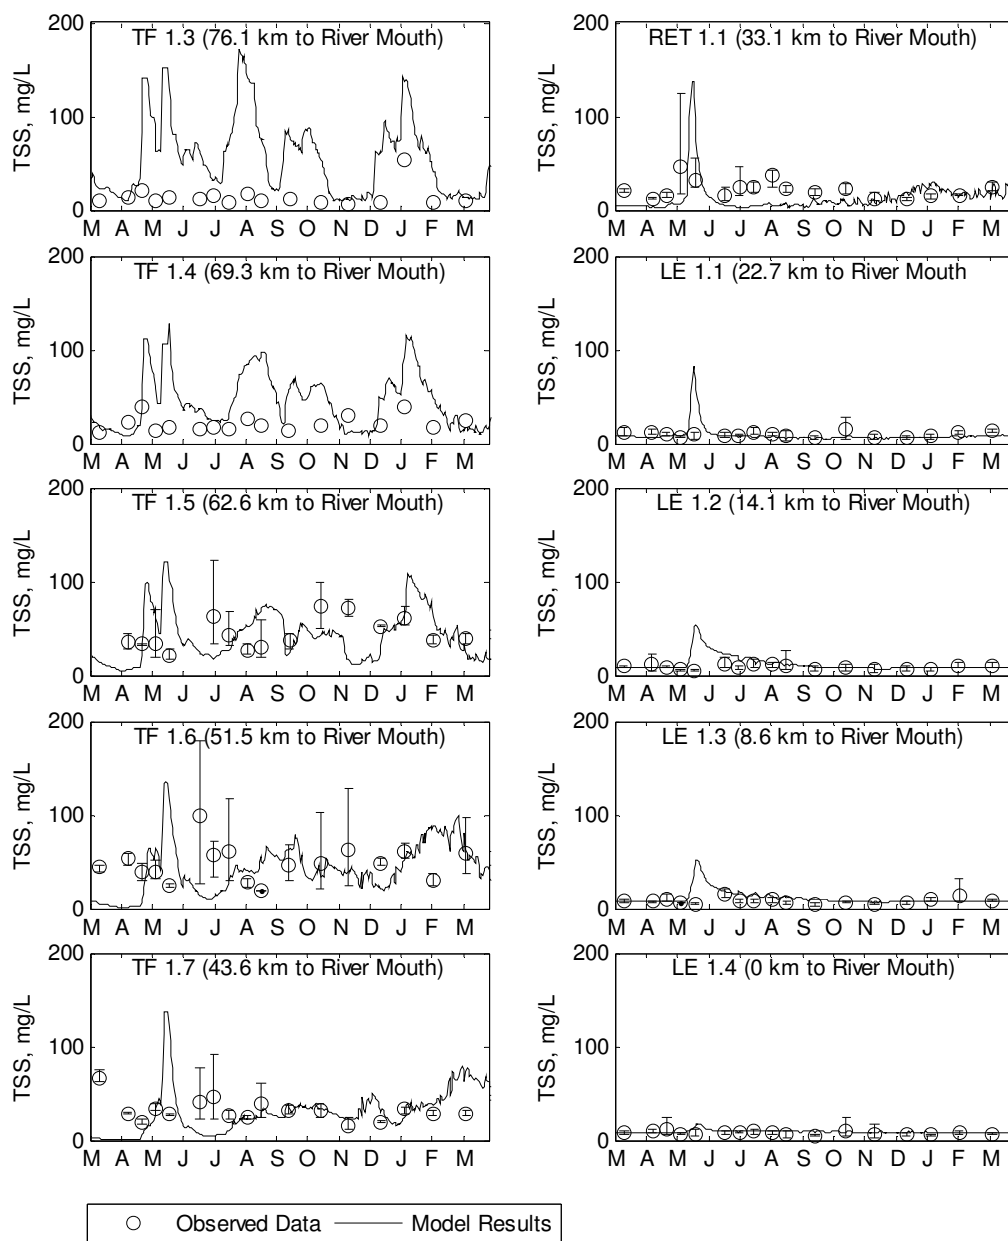 TF 1.3 (76.1 km to River Mouth)
TSS, mg/L
200
100
0
M A M J J A S O N D J F M
TF 1.4 (69.3 km to River Mouth)
TSS, mg/L
200
100
0
M A M J J A S O N D J F M
TF 1.5 (62.6 km to River Mouth)
TSS, mg/L
200
100
0
M A M J J A S O N D J F M
TF 1.6 (51.5 km to River Mouth)
TSS, mg/L
200
100
0
M A M J J A S O N D J F M
TF 1.7 (43.6 km to River Mouth)
TSS, mg/L
200
100
0
M A M J J A S O N D J F M
RET 1.1 (33.1 km to River Mouth)
TSS, mg/L
200
100
0
M A M J J A S O N D J F M
LE 1.1 (22.7 km to River Mouth
TSS, mg/L
200
100
0
M A M J J A S O N D J F M
LE 1.2 (14.1 km to River Mouth)
TSS, mg/L
200
100
0
M A M J J A S O N D J F M
LE 1.3 (8.6 km to River Mouth)
TSS, mg/L
200
100
0
M A M J J A S O N D J F M
LE 1.4 (0 km to River Mouth)
TSS, mg/L
200
100
0
M A M J J A S O N D J F M
Observed Data Model Results